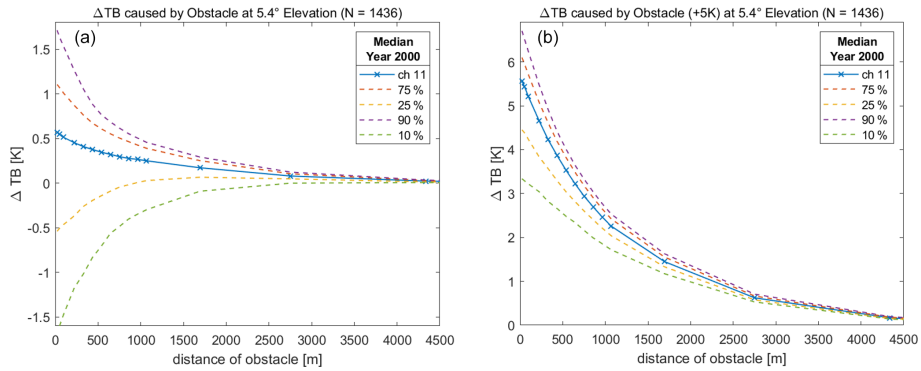 ΔTB caused by Obstacle at 5.4° Elevation (N = 1436)
(a)
Median
Year 2000
ch 11
75 %
25 %
90 %
10 %
1.5
1
0.5
0
-0.5
-1
-1.5
Δ TB [K]
0 500 1000 1500 2000 2500 3000 3500 4000 4500
distance of obstacle [m]
ΔTB caused by Obstacle (+5K) at 5.4° Elevation (N = 1436)
(b)
Median
Year 2000
ch 11
75 %
25 %
90 %
10 %
6
5
4
3
2
1
0
Δ TB [K]
0 500 1000 1500 2000 2500 3000 3500 4000 4500
distance of obstacle [m]